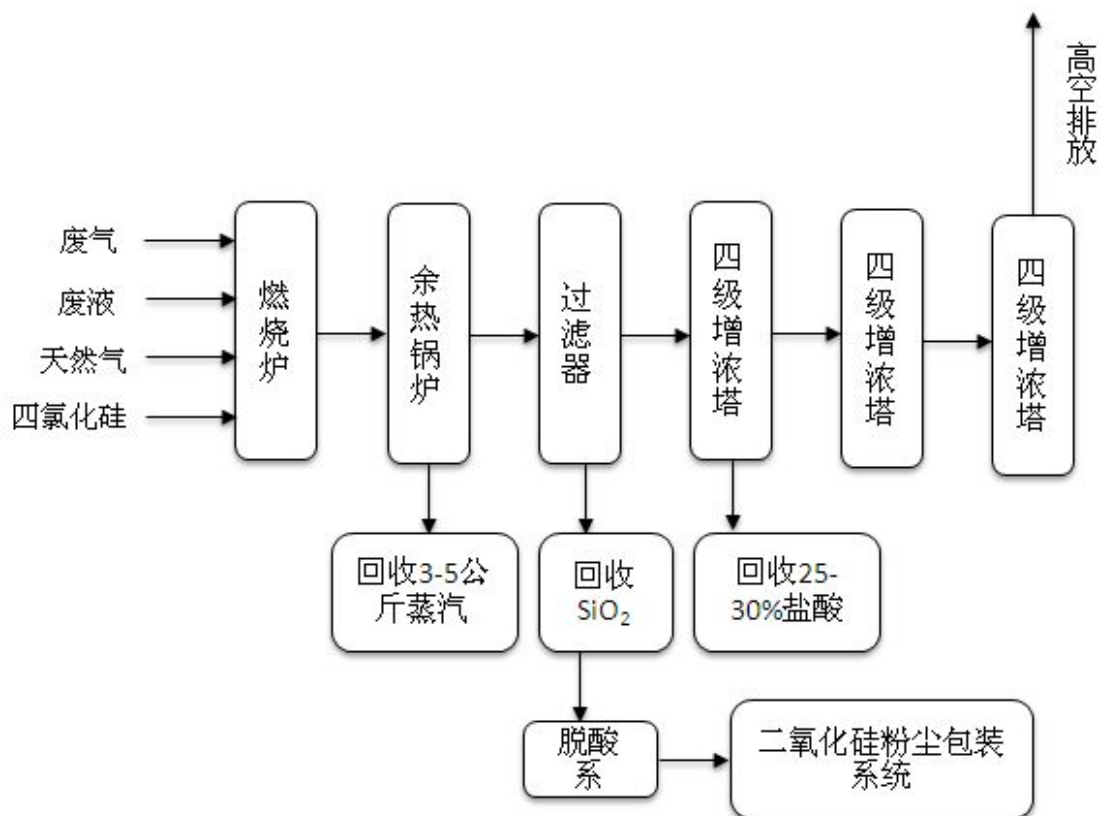 高空排放
废气
废液
天然气
四氯化硅
燃烧炉
余热锅炉
过滤器
四级增浓塔
四级增浓塔
四级增浓塔
回收3-5公
斤蒸汽
回收
SiO₂
回收25-
30%盐酸
脱酸
系
二氧化硅粉尘包装
系统